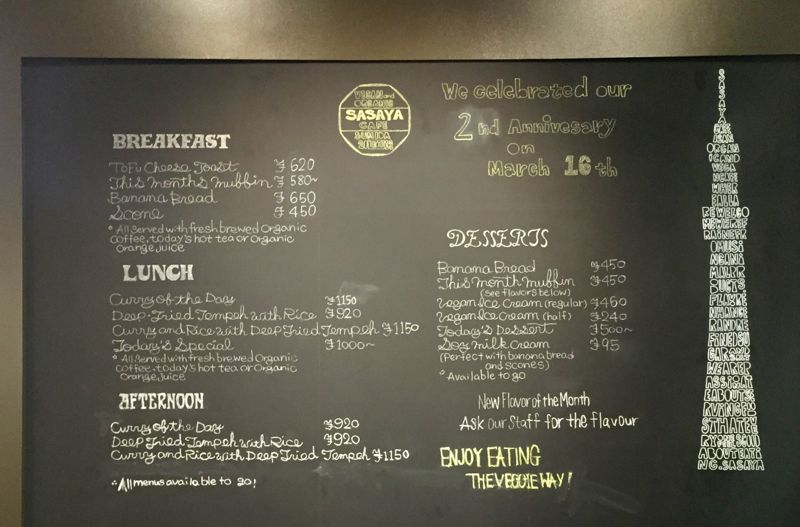 VEGAN and
ORGANIC
SASAYA
CAFE
We celebrated our
2nd Annivesary
on
March 16th
BREAKFAST
ToFu Cheese Toast ¥620
This Month's muffin ¥580~
Banana Bread ¥650
Scone ¥450
* All Served with fresh brewed Organic
coffee, today's hot tea or Organic
Orange Juice
LUNCH
Curry of the Day ¥1150
Deep-Fried Tempeh with Rice ¥920
Curry and Rice with Deep Fried Tempeh ¥1150
Today's Special ¥1000~
* All Served with fresh brewed Organic
coffee, today's hot tea or Organic
Orange Juice
AFTERNOON
Curry of the Day ¥920
Deep Fried Tempeh with Rice ¥920
Curry and Rice with Deep Fried Tempeh ¥1150
* All menus available to go!
DESSERTS
Banana Bread ¥450
This Month muffin ¥450
(See flavors below)
Vegan Ice Cream (regular) ¥460
Vegan Ice Cream (half) ¥240
Today's Dessert ¥500~
Soy milk Cream ¥95
(Perfect with banana bread
and scones)
* Available to go
New Flavor of the Month
Ask our Staff for the flavour
ENJOY EATING
THE VEGGIE WAY!
NG.SASAYA